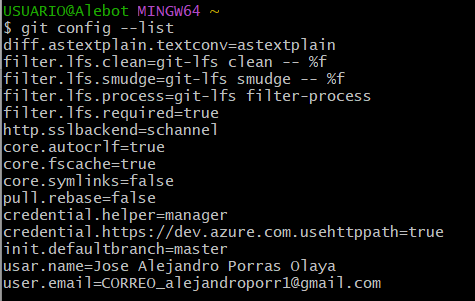 USUARIO@Alebot MINGW64 ~
$ git config --list
diff.astextplain.textconv=astextplain
filter.lfs.clean=git-lfs clean -- %f
filter.lfs.smudge=git-lfs smudge -- %f
filter.lfs.process=git-lfs filter-process
filter.lfs.required=true
http.sslbackend=schannel
core.autocrlf=true
core.fscache=true
core.symlinks=false
pull.rebase=false
credential.helper=manager
credential.https://dev.azure.com.usehttppath=true
init.defaultbranch=master
usar.name=Jose Alejandro Porras Olaya
user.email=CORREO_alejandroporr1@gmail.com